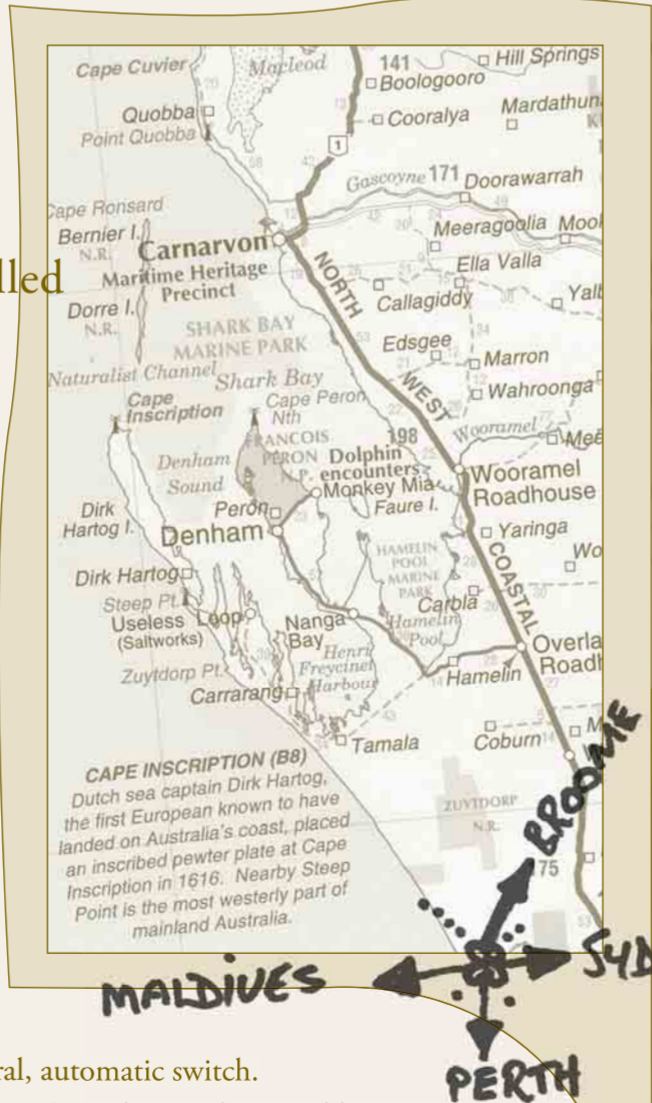 Cape Cuvier
Macleod
141
Hill Springs
Boologooro
Quobba
Point Quobba
Cooralya
1
Gascoyne 171 Doorawarrah
Cape Ronsard
Bernier I.
N.R.
Carnarvon
Maritime Heritage
Precinct
Meeragoolia
Ella Valla
Callagiddy
Dorre I.
N.R.
SHARK BAY
MARINE PARK
NORTH
WEST
COASTAL
Edsgee
Marron
Wahroonga
Naturalist Channel
Shark Bay
Cape
Inscription
Cape Peron
Nth
FRANCOIS
PERON
N.P.
Dolphin
encounters
198
Wooramel
Denham
Sound
Monkey Mia
Faure I.
Wooramel
Roadhouse
Peron
Dirk
Hartog I.
Denham
Yaringa
HAMELIN
POOL
MARINE
PARK
Dirk Hartog
Steep Pt.
Useless Loop
(Saltworks)
Nanga
Bay
Carbla
Hamelin
Pool
Henri
Freycinet
Harbour
Zuytdorp Pt.
Carrarang
Hamelin
Tamala
Coburn
CAPE INSCRIPTION (B8)
Dutch sea captain Dirk Hartog,
the first European known to have
landed on Australia's coast, placed
an inscribed pewter plate at Cape
Inscription in 1616. Nearby Steep
Point is the most westerly part of
mainland Australia.
ZUYTDORP
N.R.
175
BROOME
SYD
MALDIVES
PERTH
automatic switch.